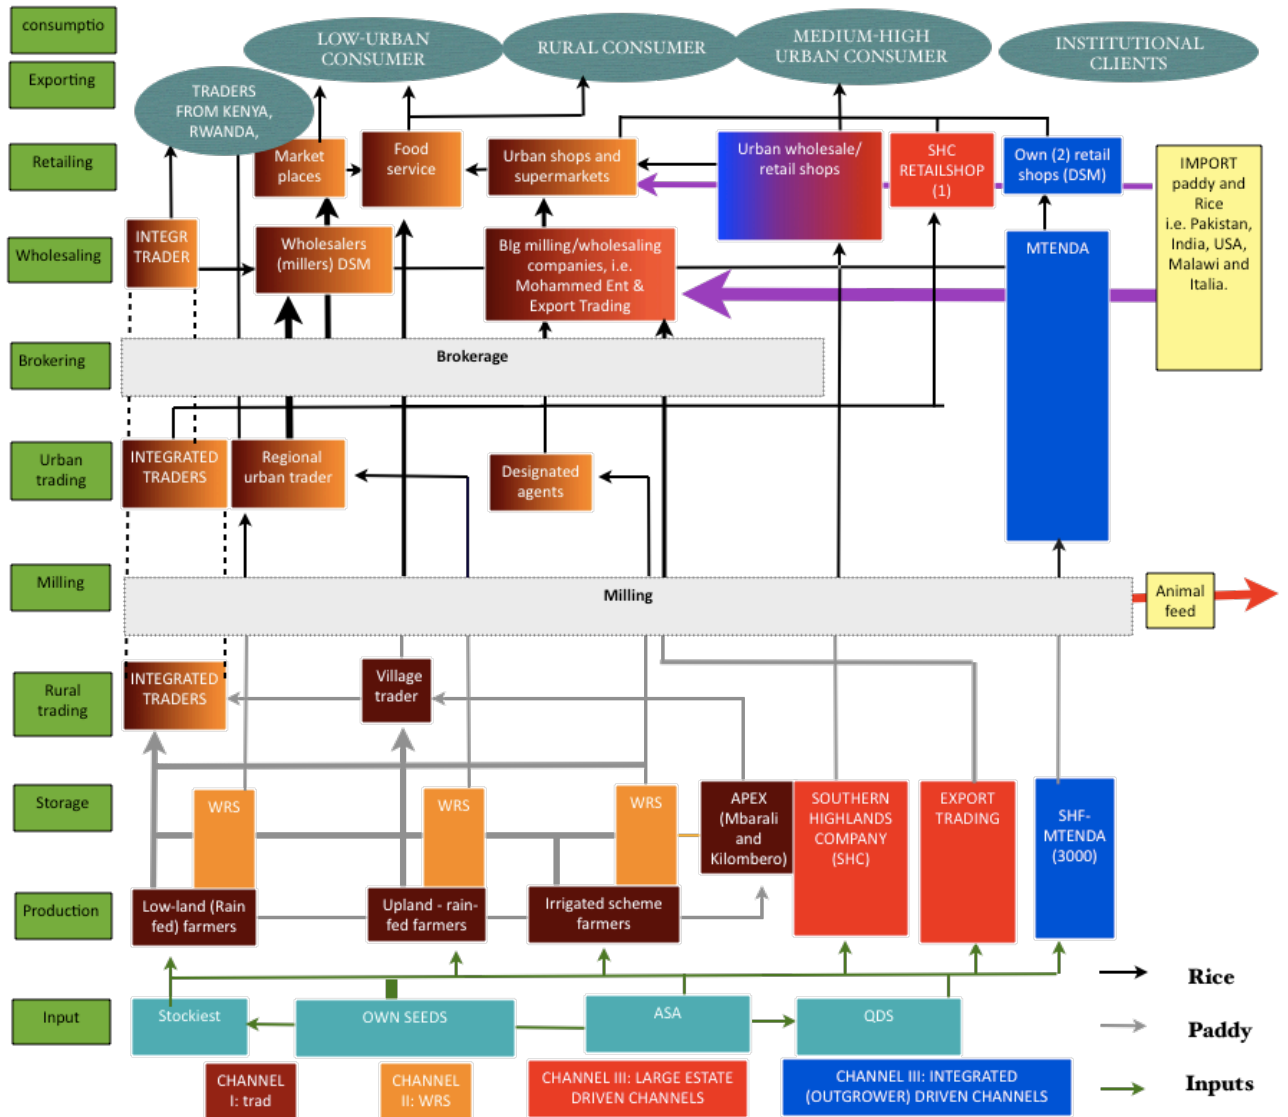 consumptio
LOW-URBAN
CONSUMER
RURAL CONSUMER
MEDIUM-HIGH
URBAN CONSUMER
INSTITUTIONAL
CLIENTS
Exporting
TRADERS
FROM KENYA,
RWANDA,
Retailing
Market
places
Food
service
Urban shops and
supermarkets
Urban wholesale/
retail shops
SHC
RETAILSHOP
(1)
Own (2) retail
shops (DSM)
IMPORT
paddy and
Rice
i.e. Pakistan,
India, USA,
Malawi and
Italia.
Wholesaling
INTEGR
TRADER
Wholesalers
(millers) DSM
BIg milling/wholesaling
companies, i.e.
Mohammed Ent &
Export Trading
MTENDA
Brokering
Brokerage
Urban
trading
INTEGRATED
TRADERS
Regional
urban trader
Designated
agents
Milling
Milling
Animal
feed
Rural
trading
INTEGRATED
TRADERS
Village
trader
Storage
WRS
WRS
WRS
APEX
(Mbarali
and
Kilombero)
SOUTHERN
HIGHLANDS
COMPANY
(SHC)
EXPORT
TRADING
SHF-
MTENDA
(3000)
Production
Low-land (Rain
fed) farmers
Upland - rain-
fed farmers
Irrigated scheme
farmers
Input
Stockiest
OWN SEEDS
ASA
QDS
Rice
Paddy
Inputs
CHANNEL
I: trad
CHANNEL
II: WRS
CHANNEL III: LARGE ESTATE
DRIVEN CHANNELS
CHANNEL III: INTEGRATED
(OUTGROWER) DRIVEN CHANNELS